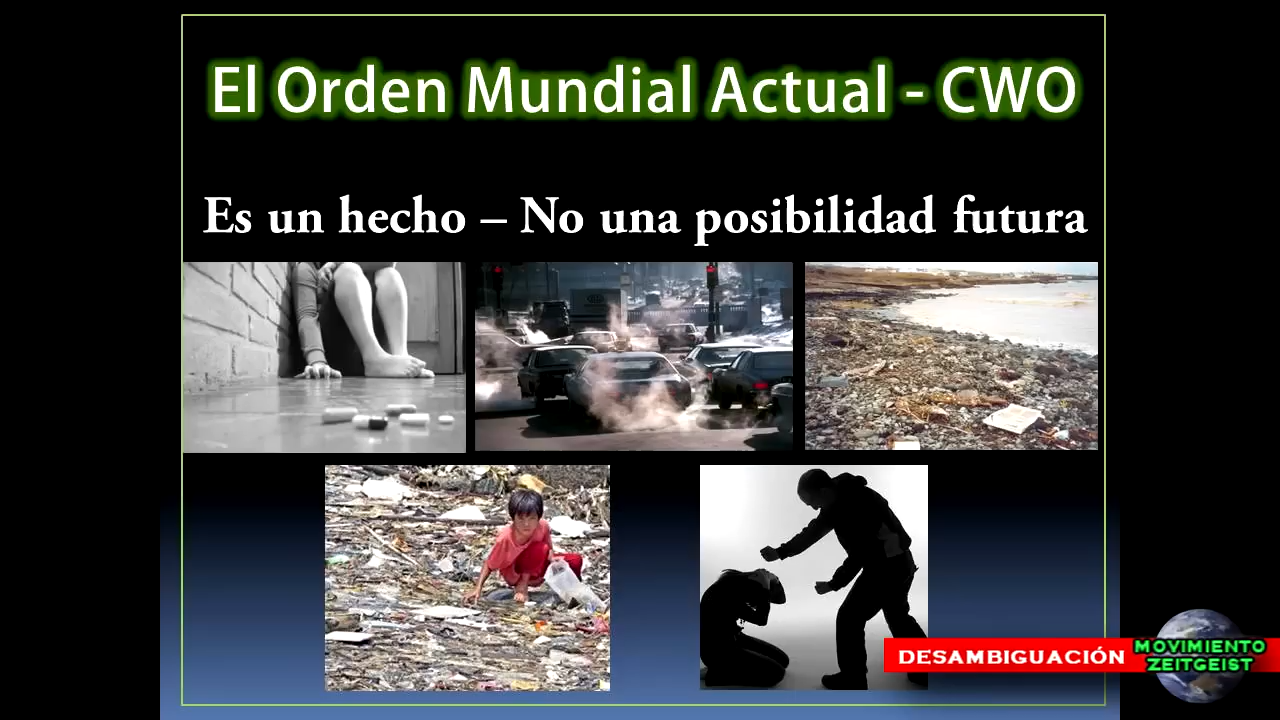 El Orden Mundial Actual - CWO
Es un hecho – No una posibilidad futura
DESAMBIGUACIÓN
MOVIMIENTO
ZEITGEIST